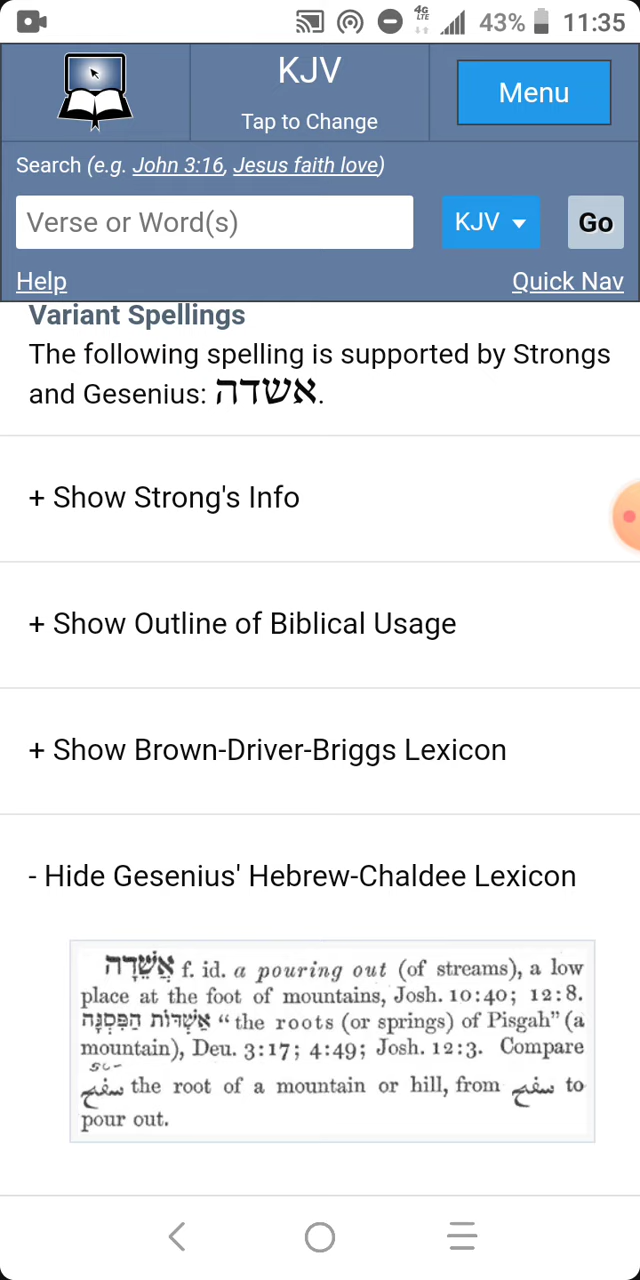 4G
LTE
43%
11:35
KJV
Tap to Change
Menu
Search (e.g. John 3:16, Jesus faith love)
Verse or Word(s)
KJV
Go
Help
Quick Nav
Variant Spellings
The following spelling is supported by Strongs
and Gesenius: אשדה.
+ Show Strong's Info
+ Show Outline of Biblical Usage
+ Show Brown-Driver-Briggs Lexicon
- Hide Gesenius' Hebrew-Chaldee Lexicon
אֲשֵׁדָה f. id. a pouring out (of streams), a low
place at the foot of mountains, Josh. 10:40; 12:8.
אַשְׁדּוֹת הַפִּסְגָּה “the roots (or springs) of Pisgah” (a
mountain), Deu. 3:17; 4:49; Josh. 12:3. Compare
سفح the root of a mountain or hill, from سفح to
pour out.